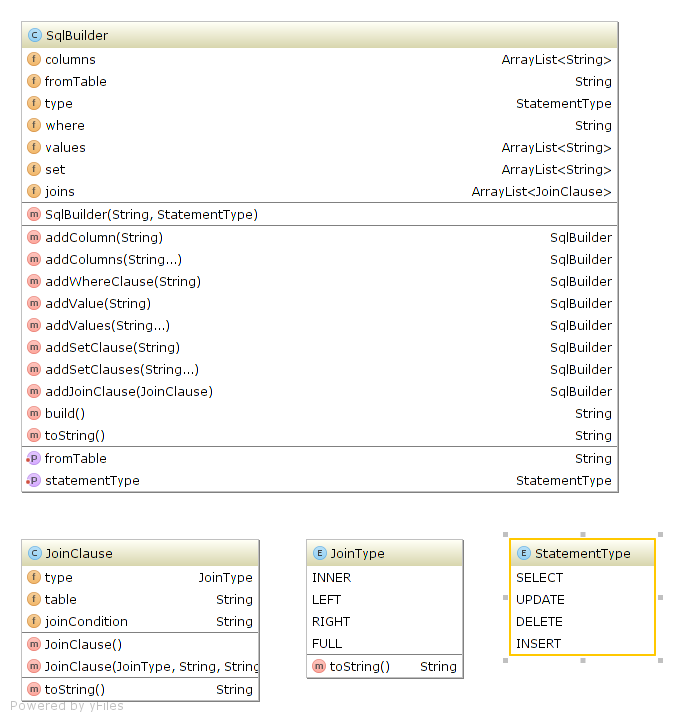 SqlBuilder
columns ArrayList<String>
fromTable String
type StatementType
where String
values ArrayList<String>
set ArrayList<String>
joins ArrayList<JoinClause>
SqlBuilder(String, StatementType)
addColumn(String) SqlBuilder
addColumns(String...) SqlBuilder
addWhereClause(String) SqlBuilder
addValue(String) SqlBuilder
addValues(String...) SqlBuilder
addSetClause(String) SqlBuilder
addSetClauses(String...) SqlBuilder
addJoinClause(JoinClause) SqlBuilder
build() String
toString() String
fromTable String
statementType StatementType
JoinClause
type JoinType
table String
joinCondition String
JoinClause()
JoinClause(JoinType, String, String
toString() String
JoinType
INNER
LEFT
RIGHT
FULL
toString() String
StatementType
SELECT
UPDATE
DELETE
INSERT
Powered by yFiles